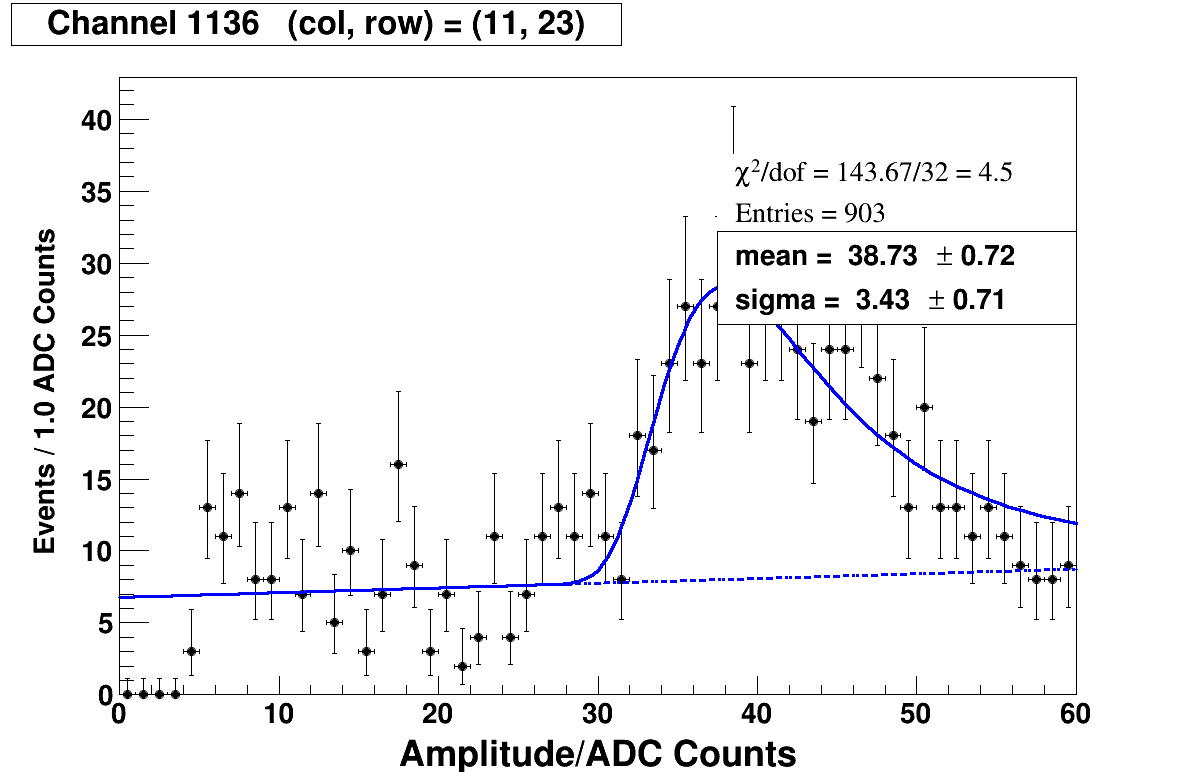 Channel 1136 (col, row) = (11, 23)
χ²/dof = 143.67/32 = 4.5
Entries = 903
mean = 38.73 ± 0.72
sigma = 3.43 ± 0.71
Events / 1.0 ADC Counts
40
35
30
25
20
15
10
5
0
0 10 20 30 40 50 60
Amplitude/ADC Counts